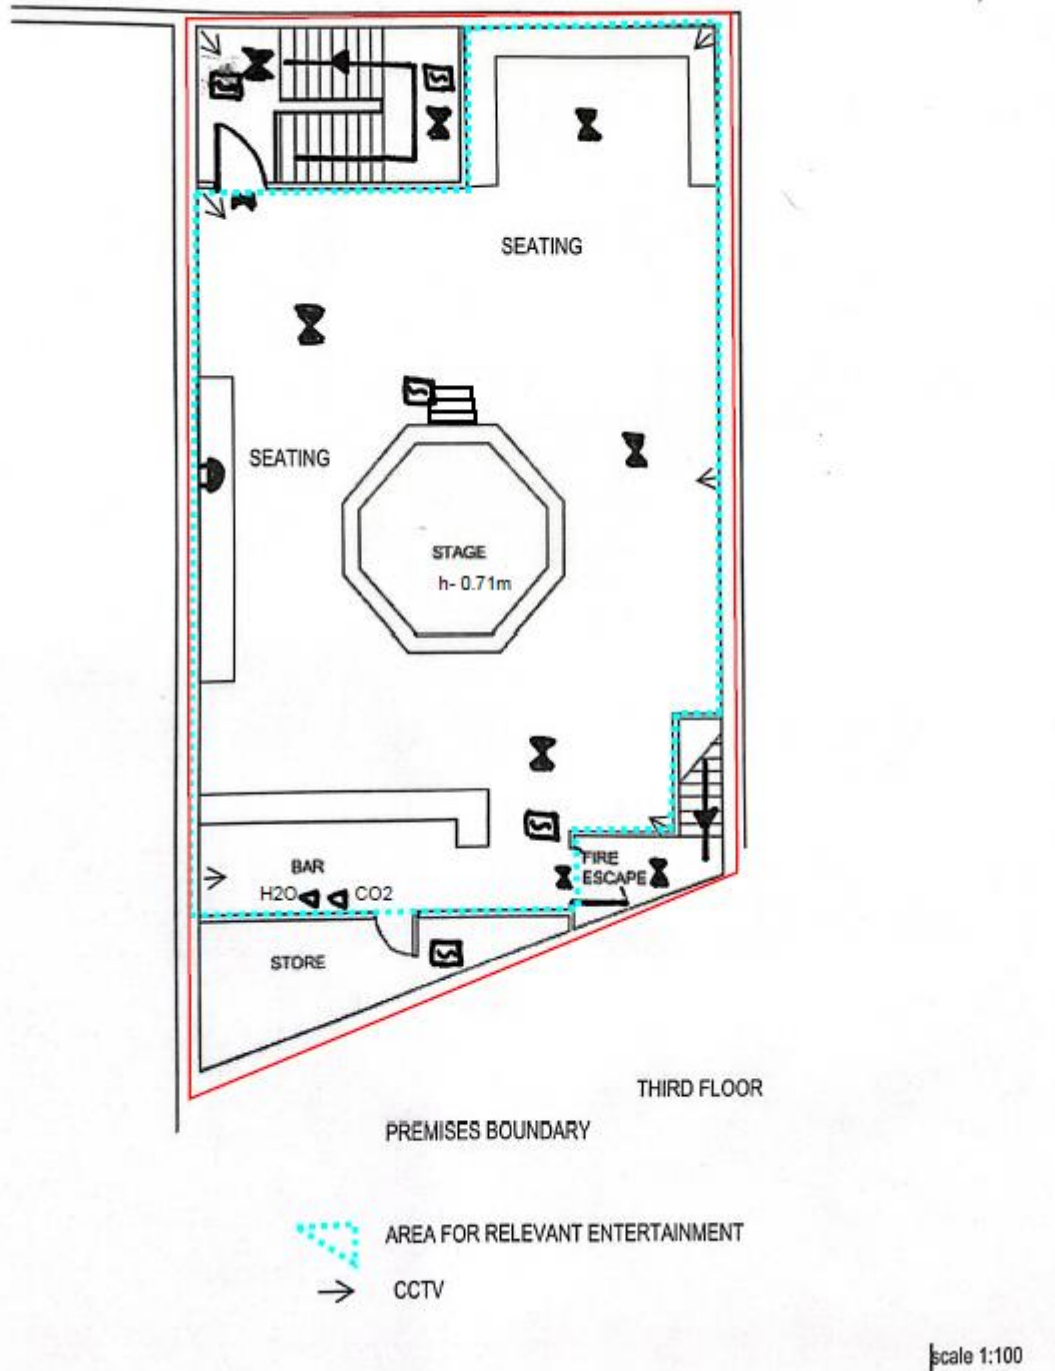 S
S
SEATING
S
SEATING
STAGE
h- 0.71m
S
FIRE
ESCAPE
BAR
H2O CO2
S
STORE
THIRD FLOOR
PREMISES BOUNDARY
AREA FOR RELEVANT ENTERTAINMENT
CCTV
scale 1:100